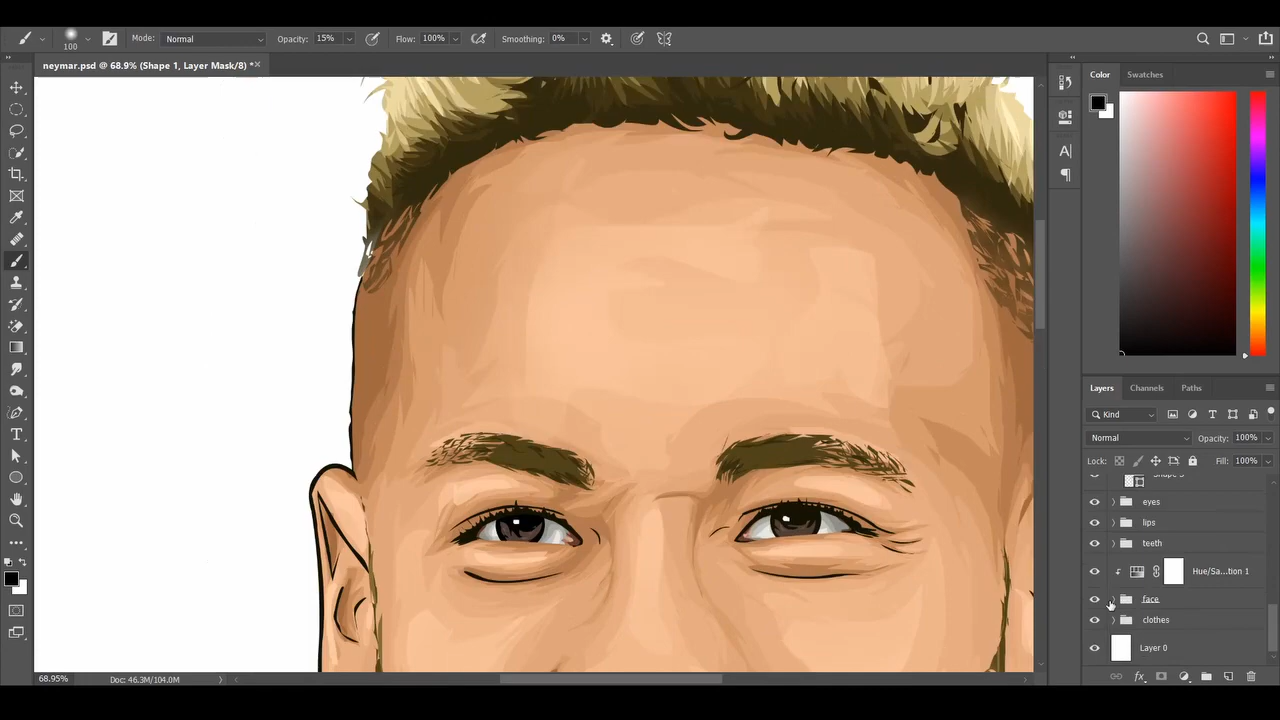 100
Mode: Normal
Opacity: 15%
Flow: 100%
Smoothing: 0%
neymar.psd @ 68.9% (Shape 1, Layer Mask/8) *
Color
Swatches
Layers
Channels
Paths
Kind
Normal
Opacity: 100%
Lock:
Fill: 100%
eyes
lips
teeth
Hue/Sa...tion 1
face
clothes
Layer 0
68.95%
Doc: 46.3M/104.0M